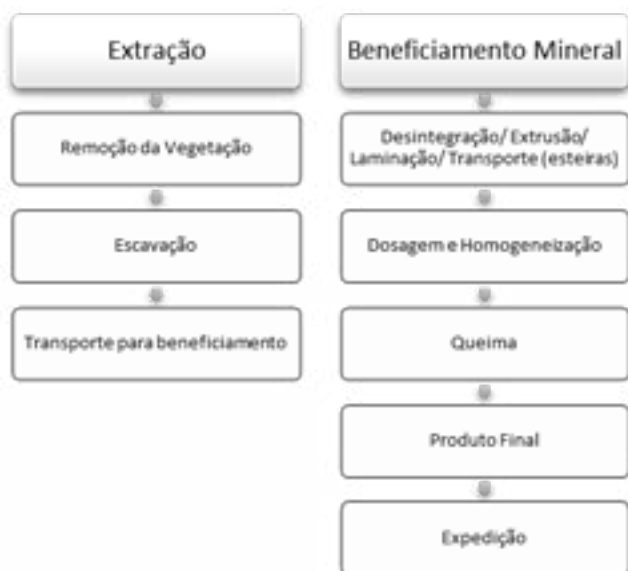 Extração
Remoção da Vegetação
Escavação
Transporte para beneficiamento
Beneficiamento Mineral
Desintegração/ Extrusão/
Laminação/ Transporte (esteiras)
Dosagem e Homogeneização
Queima
Produto Final
Expedição